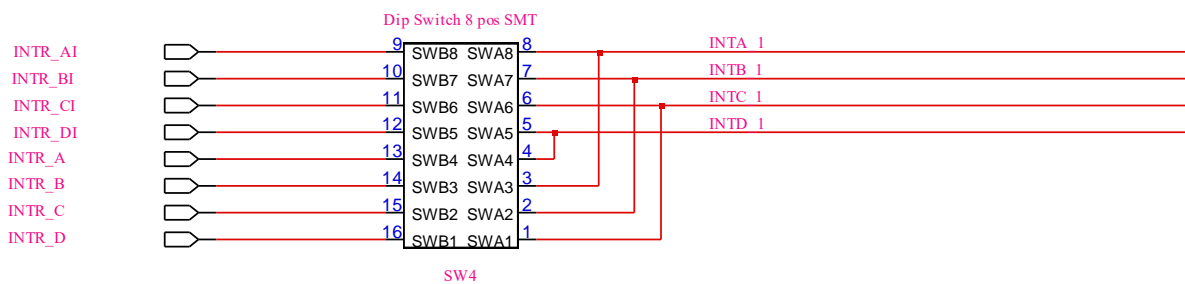 Dip Switch 8 pos SMT
INTR_AI 9 SWB8 SWA8 8 INTA_1
INTR_BI 10 SWB7 SWA7 7 INTB_1
INTR_CI 11 SWB6 SWA6 6 INTC_1
INTR_DI 12 SWB5 SWA5 5 INTD_1
INTR_A 13 SWB4 SWA4 4
INTR_B 14 SWB3 SWA3 3
INTR_C 15 SWB2 SWA2 2
INTR_D 16 SWB1 SWA1 1
SW4